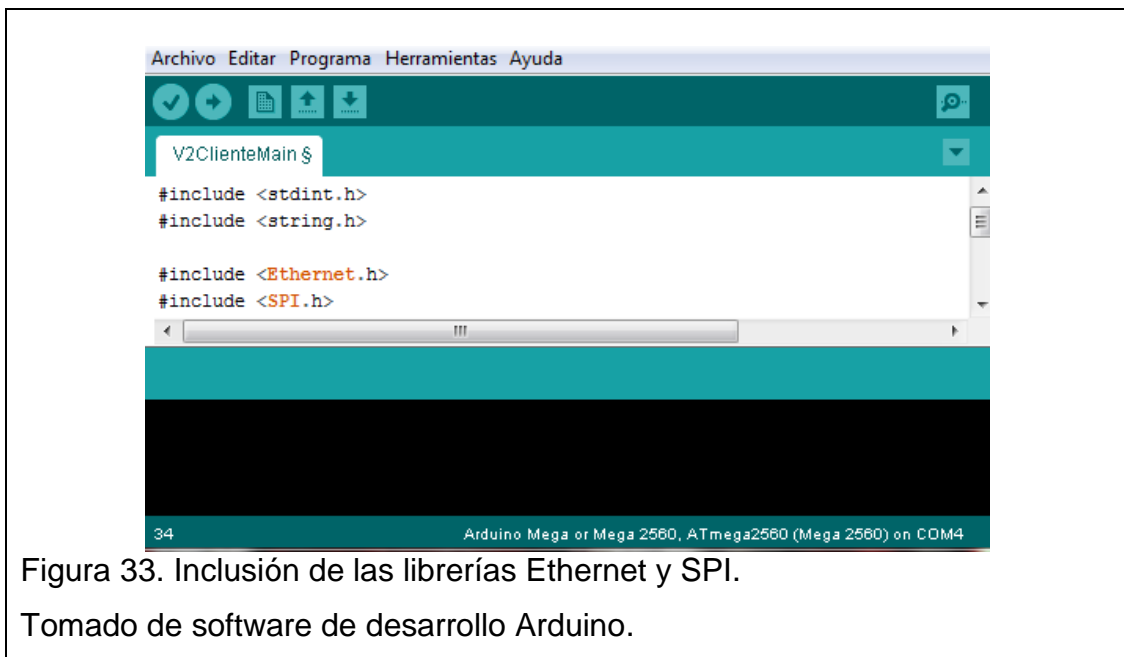 Archivo Editar Programa Herramientas Ayuda
V2ClienteMain §
#include <stdint.h>
#include <string.h>
#include <Ethernet.h>
#include <SPI.h>
34
Arduino Mega or Mega 2560, ATmega2560 (Mega 2560) on COM4
Figura 33. Inclusión de las librerías Ethernet y SPI.
Tomado de software de desarrollo Arduino.